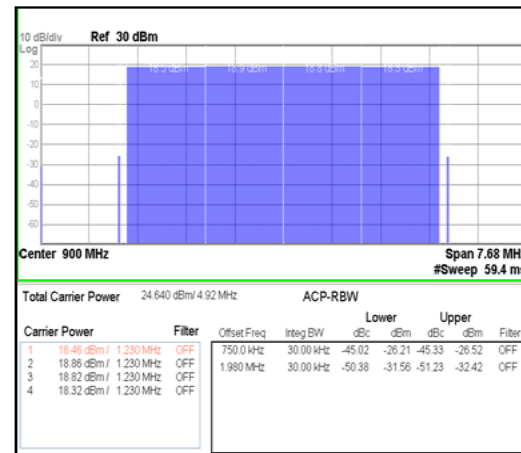 10 dB/div Ref 30 dBm
Log
20
10
0
-10
-20
-30
-40
-50
-60
18.5 dBm 18.9 dBm 18.8 dBm 18.3 dBm
Center 900 MHz Span 7.68 MH
#Sweep 59.4 m
Total Carrier Power 24.640 dBm/ 4.92 MHz ACP-RBW
Lower Upper
Carrier Power Filter Offset Freq Integ BW dBc dBm dBc dBm Filter
1 18.46 dBm / 1.230 MHz OFF 750.0 kHz 30.00 kHz -45.02 -26.21 -45.33 -26.52 OFF
2 18.86 dBm / 1.230 MHz OFF 1.980 MHz 30.00 kHz -50.38 -31.56 -51.23 -32.42 OFF
3 18.82 dBm / 1.230 MHz OFF
4 18.32 dBm / 1.230 MHz OFF